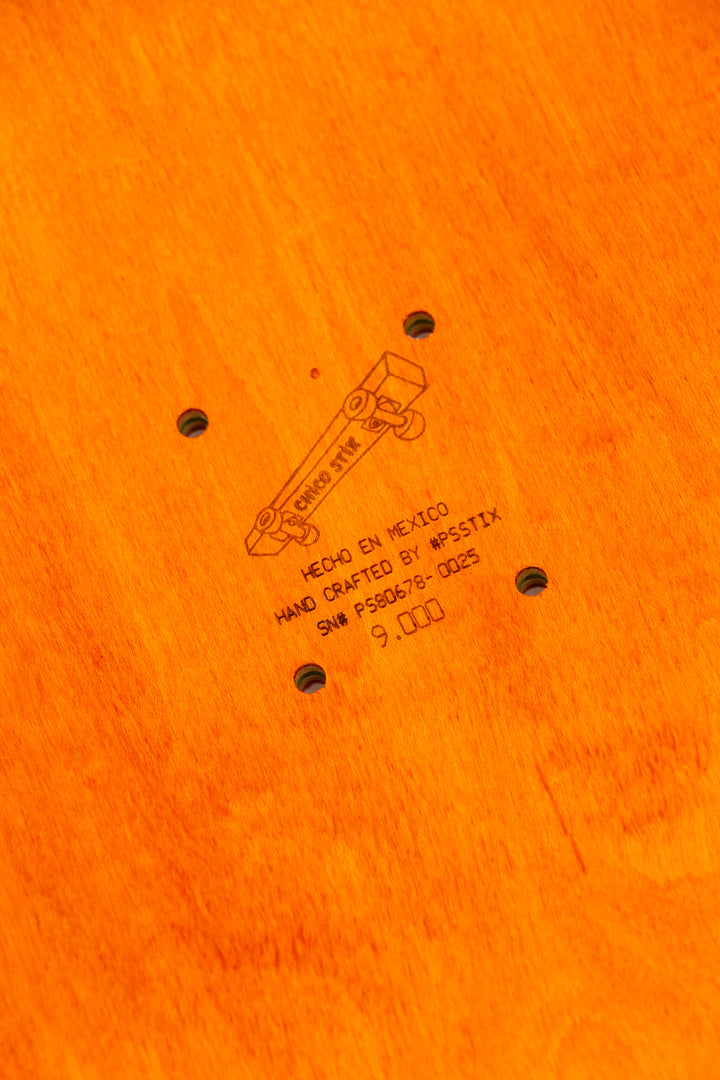 CHICO STIX
HECHO EN MEXICO
HAND CRAFTED BY #PSSTIX
SN# PS80678-0025
9.000